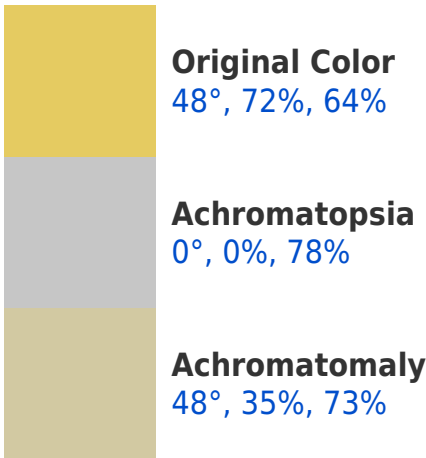 Original Color
48°, 72%, 64%
Achromatopsia
0°, 0%, 78%
Achromatomaly
48°, 35%, 73%